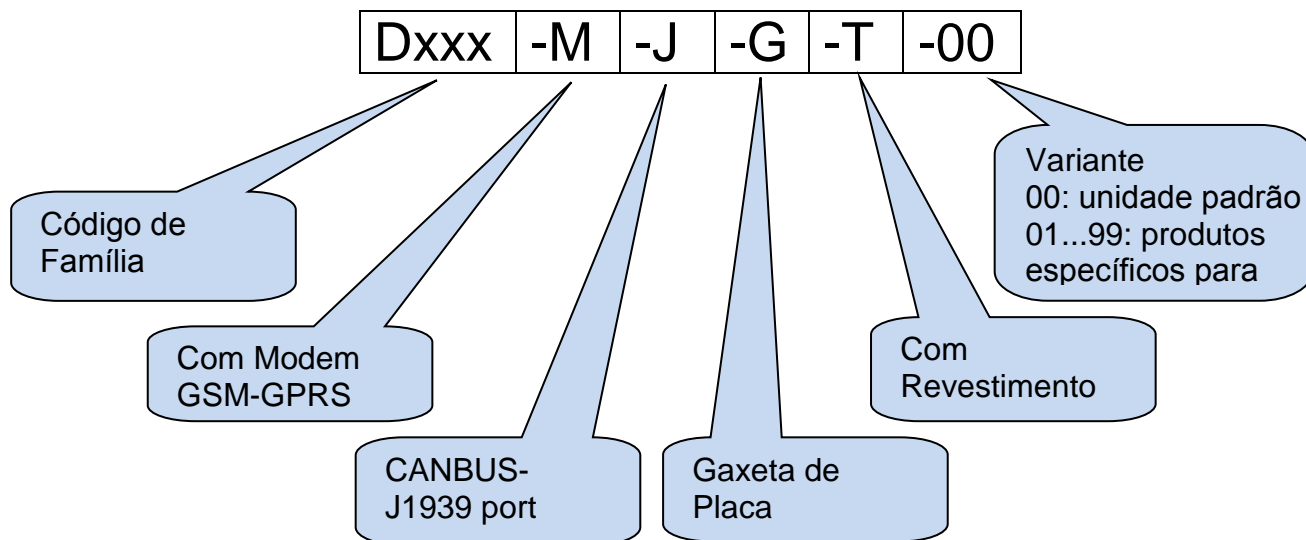 Dxxx -M -J -G -T -00
Código de
Família
Com Modem
GSM-GPRS
CANBUS-
J1939 port
Gaxeta de
Placa
Com
Revestimento
Variante
00: unidade padrão
01...99: produtos
específicos para